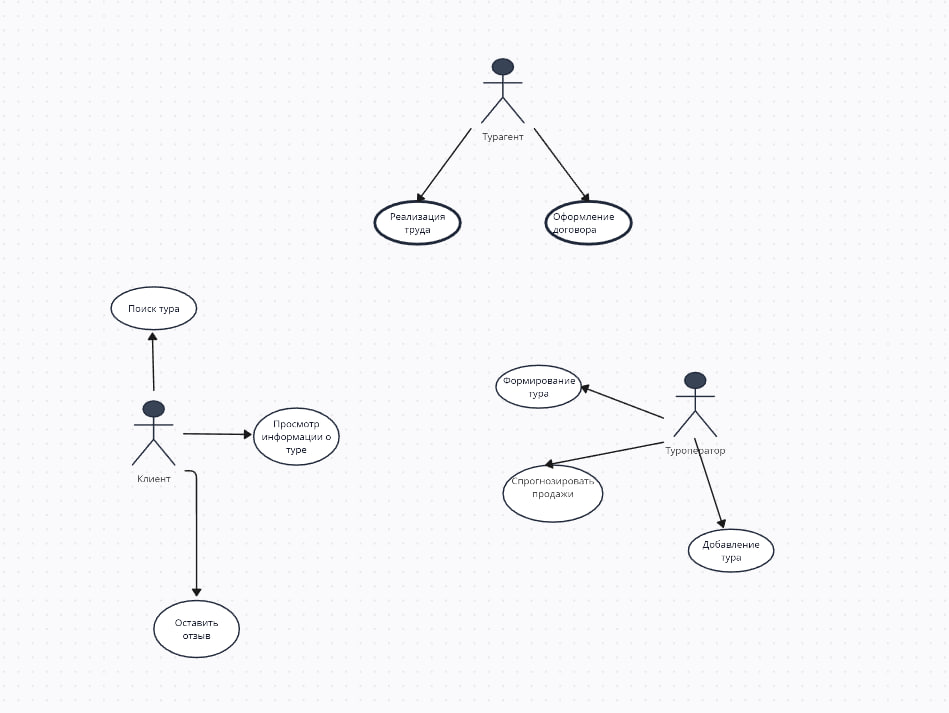 Турагент
Реализация
труда
Оформление
договора
Поиск тура
Просмотр
информации о
туре
Клиент
Оставить
отзыв
Формирование
тура
Туроператор
Спрогнозировать
продажи
Добавление
тура